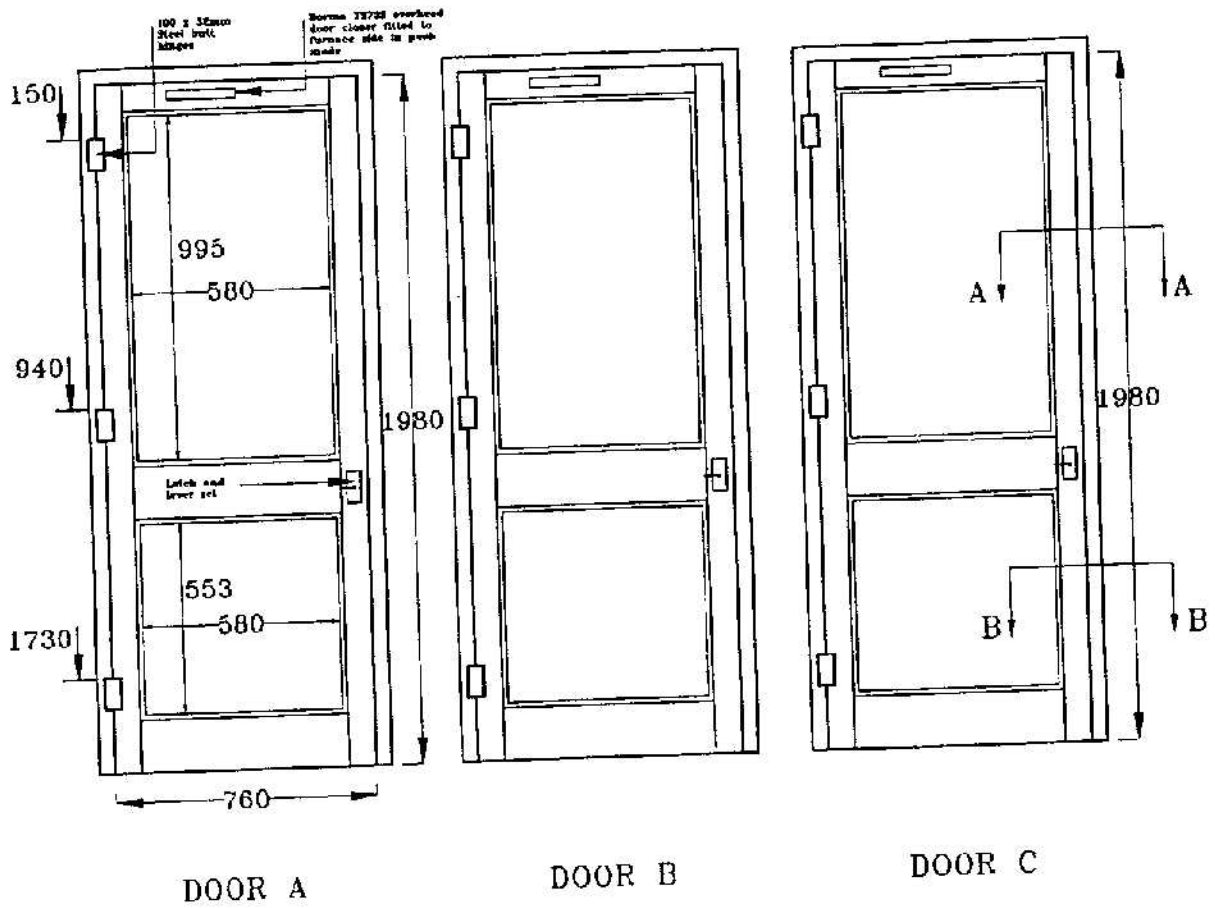 100 x 32mm
Steel butt
hinges
overhead
door closer fitted to
furnace side in push
mode
150
995
580
940
1980
Latch and
lever set
553
580
1730
760
A
A
1980
B
B
DOOR A
DOOR B
DOOR C